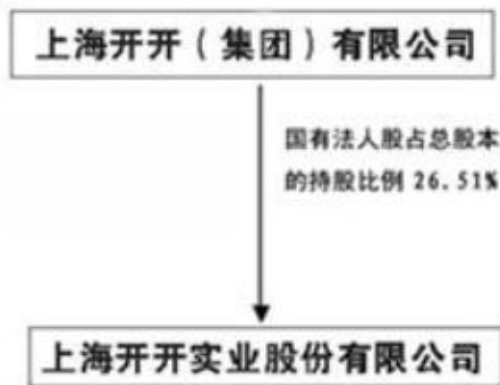 上海开开（集团）有限公司
国有法人股占总股本
的持股比例 26.51%
上海开开实业股份有限公司